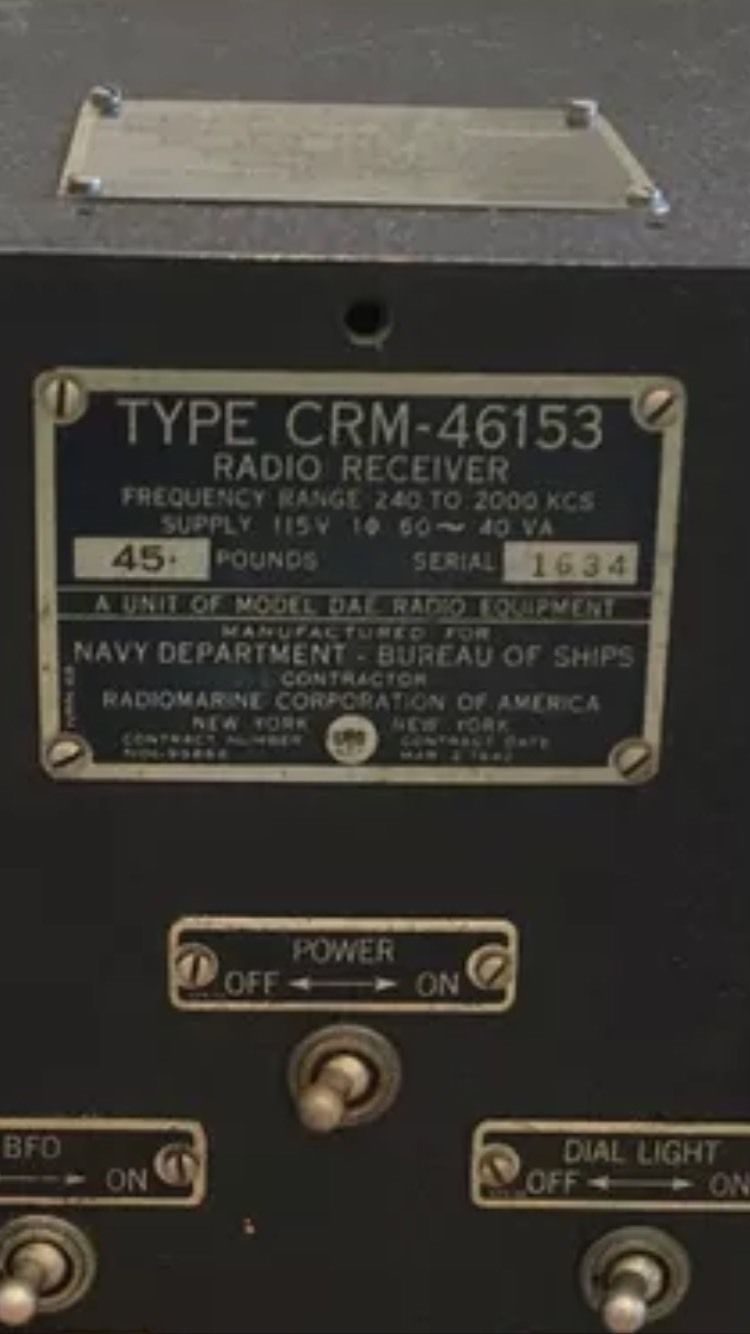 TYPE CRM-46153
RADIO RECEIVER
FREQUENCY RANGE 240 TO 2000 KCS
SUPPLY 115V 1ϕ 60~ 40 VA
45· POUNDS SERIAL 1634
A UNIT OF MODEL DAE RADIO EQUIPMENT
MANUFACTURED FOR
NAVY DEPARTMENT - BUREAU OF SHIPS
CONTRACTOR
RADIOMARINE CORPORATION OF AMERICA
NEW YORK NEW YORK
CONTRACT NUMBER CONTRACT DATE
POWER
OFF ON
BFO
ON
DIAL LIGHT
OFF ON